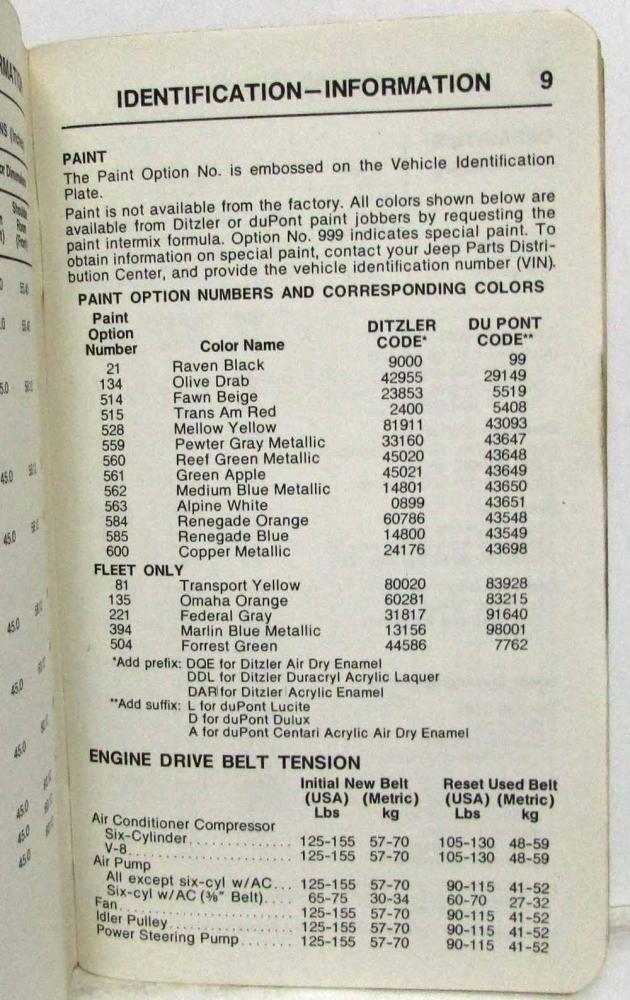 IDENTIFICATION—INFORMATION 9
PAINT
The Paint Option No. is embossed on the Vehicle Identification
Plate.
Paint is not available from the factory. All colors shown below are
available from Ditzler or duPont paint jobbers by requesting the
paint intermix formula. Option No. 999 indicates special paint. To
obtain information on special paint, contact your Jeep Parts Distri-
bution Center, and provide the vehicle identification number (VIN).
PAINT OPTION NUMBERS AND CORRESPONDING COLORS
Paint
Option DITZLER DU PONT
Number Color Name CODE* CODE**
21 Raven Black 9000 99
134 Olive Drab 42955 29149
514 Fawn Beige 23853 5519
515 Trans Am Red 2400 5408
528 Mellow Yellow 81911 43093
559 Pewter Gray Metallic 33160 43647
560 Reef Green Metallic 45020 43648
561 Green Apple 45021 43649
562 Medium Blue Metallic 14801 43650
563 Alpine White 0899 43651
584 Renegade Orange 60786 43548
585 Renegade Blue 14800 43549
600 Copper Metallic 24176 43698
FLEET ONLY
81 Transport Yellow 80020 83928
135 Omaha Orange 60281 83215
221 Federal Gray 31817 91640
394 Marlin Blue Metallic 13156 98001
504 Forrest Green 44586 7762
*Add prefix: DQE for Ditzler Air Dry Enamel
DDL for Ditzler Duracryl Acrylic Laquer
DAR for Ditzler Acrylic Enamel
**Add suffix: L for duPont Lucite
D for duPont Dulux
A for duPont Centari Acrylic Air Dry Enamel
ENGINE DRIVE BELT TENSION
Initial New Belt Reset Used Belt
(USA) (Metric) (USA) (Metric)
Lbs kg Lbs kg
Air Conditioner Compressor
Six-Cylinder............. 125-155 57-70 105-130 48-59
V-8..................... 125-155 57-70 105-130 48-59
Air Pump
All except six-cyl w/AC... 125-155 57-70 90-115 41-52
Six-cyl w/AC (3/8" Belt).... 65-75 30-34 60-70 27-32
Fan....................... 125-155 57-70 90-115 41-52
Idler Pulley................ 125-155 57-70 90-115 41-52
Power Steering Pump....... 125-155 57-70 90-115 41-52